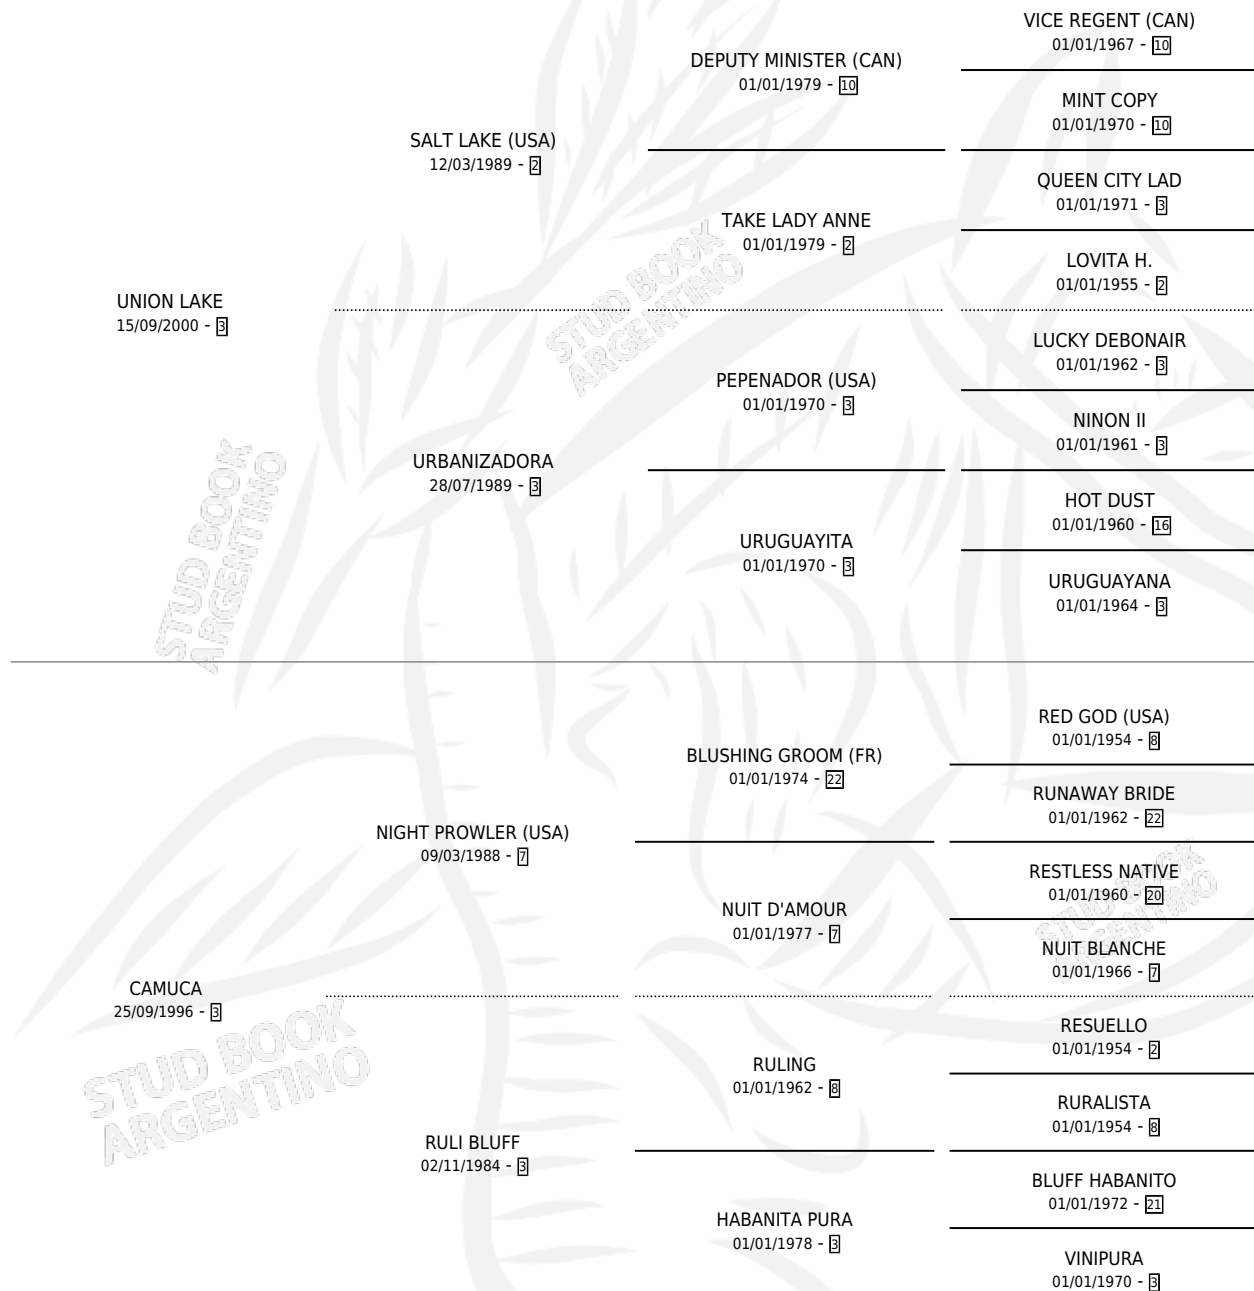 VICE REGENT (CAN)
01/01/1967 - 10
DEPUTY MINISTER (CAN)
01/01/1979 - 10
MINT COPY
01/01/1970 - 10
SALT LAKE (USA)
12/03/1989 - 2
QUEEN CITY LAD
01/01/1971 - 3
TAKE LADY ANNE
01/01/1979 - 2
LOVITA H.
01/01/1955 - 2
UNION LAKE
15/09/2000 - 3
LUCKY DEBONAIR
01/01/1962 - 3
PEPENADOR (USA)
01/01/1970 - 3
NINON II
01/01/1961 - 3
URBANIZADORA
28/07/1989 - 3
HOT DUST
01/01/1960 - 16
URUGUAYITA
01/01/1970 - 3
URUGUAYANA
01/01/1964 - 3
RED GOD (USA)
01/01/1954 - 8
BLUSHING GROOM (FR)
01/01/1974 - 22
RUNAWAY BRIDE
01/01/1962 - 22
NIGHT PROWLER (USA)
09/03/1988 - 7
RESTLESS NATIVE
01/01/1960 - 20
NUIT D'AMOUR
01/01/1977 - 7
NUIT BLANCHE
01/01/1966 - 7
CAMUCA
25/09/1996 - 3
RESUELLO
01/01/1954 - 2
RULING
01/01/1962 - 8
RURALISTA
01/01/1954 - 8
RULI BLUFF
02/11/1984 - 3
BLUFF HABANITO
01/01/1972 - 21
HABANITA PURA
01/01/1978 - 3
VINIPURA
01/01/1970 - 3
STUD BOOK
ARGENTINO
STUD BOOK
ARGENTINO
STUD BOOK
ARGENTINO
STUD BOOK
ARGENTINO